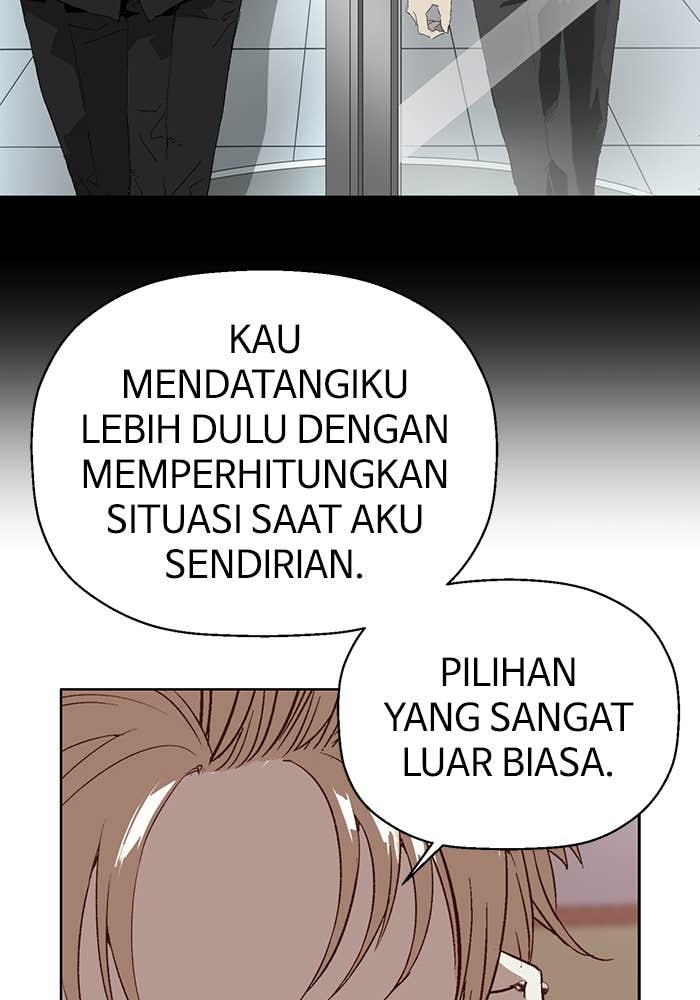 KAU
MENDATANGIKU
LEBIH DULU DENGAN
MEMPERHITUNGKAN
SITUASI SAAT AKU
SENDIRIAN.
PILIHAN
YANG SANGAT
LUAR BIASA.